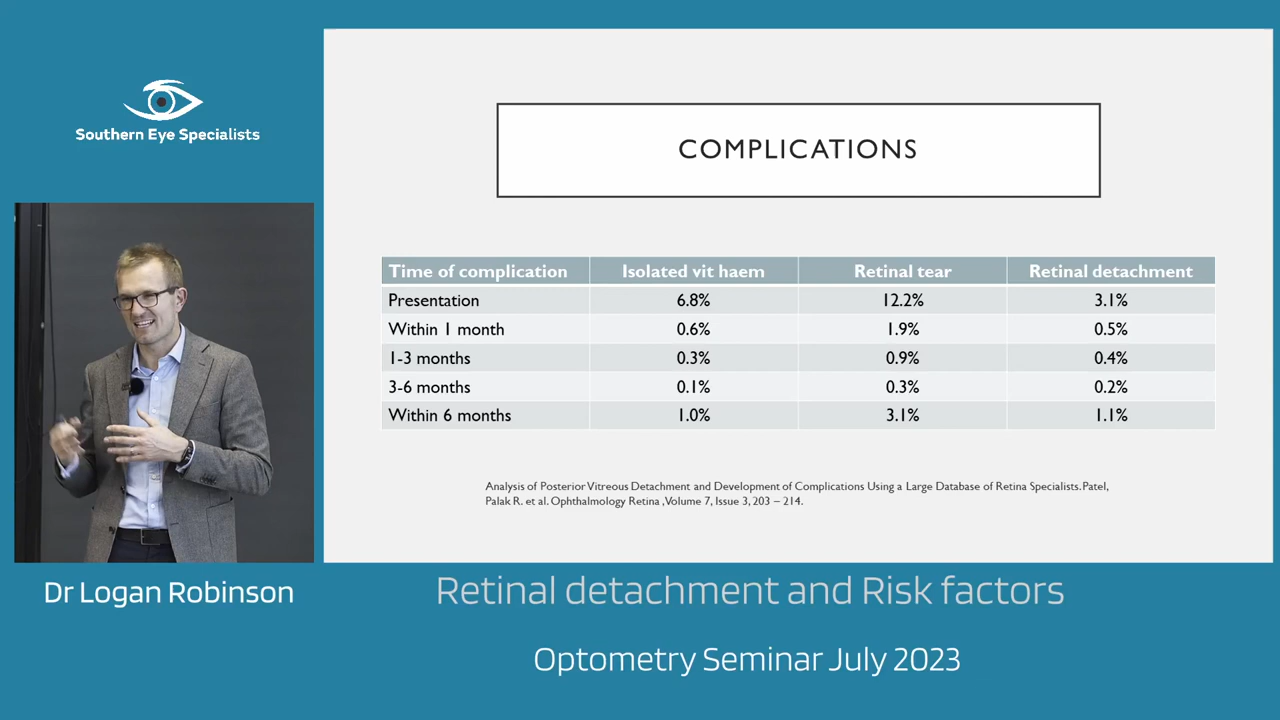 Southern Eye Specialists
COMPLICATIONS
Time of complication Isolated vit haem Retinal tear Retinal detachment
Presentation 6.8% 12.2% 3.1%
Within 1 month 0.6% 1.9% 0.5%
1-3 months 0.3% 0.9% 0.4%
3-6 months 0.1% 0.3% 0.2%
Within 6 months 1.0% 3.1% 1.1%
Analysis of Posterior Vitreous Detachment and Development of Complications Using a Large Database of Retina Specialists. Patel,
Palak R. et al. Ophthalmology Retina , Volume 7, Issue 3, 203 – 214.
Dr Logan Robinson
Retinal detachment and Risk factors
Optometry Seminar July 2023